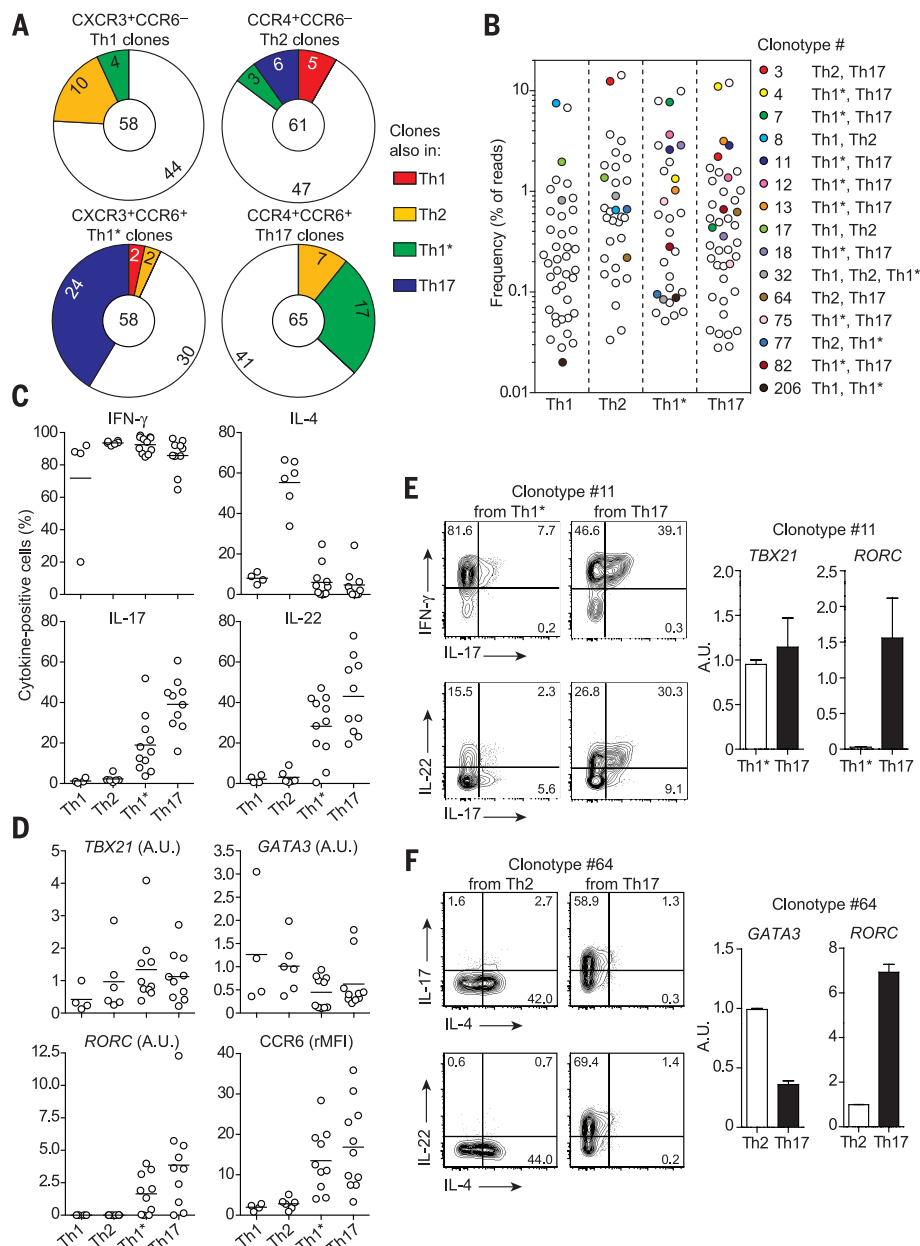 A
CXCR3+CCR6–
Th1 clones
CCR4+CCR6–
Th2 clones
10
4
58
44
3
6
5
61
47
CXCR3+CCR6+
Th1* clones
CCR4+CCR6+
Th17 clones
24
2
2
58
30
7
17
65
41
Clones
also in:
Th1
Th2
Th1*
Th17
B
Frequency (% of reads)
10
1
0.1
0.01
Th1
Th2
Th1*
Th17
Clonotype #
3 Th2, Th17
4 Th1*, Th17
7 Th1*, Th17
8 Th1, Th2
11 Th1*, Th17
12 Th1*, Th17
13 Th1*, Th17
17 Th1, Th2
18 Th1*, Th17
32 Th1, Th2, Th1*
64 Th2, Th17
75 Th1*, Th17
77 Th2, Th1*
82 Th1*, Th17
206 Th1, Th1*
C
Cytokine-positive cells (%)
IFN-γ
100
80
60
40
20
0
IL-4
80
60
40
20
0
IL-17
80
60
40
20
0
Th1
Th2
Th1*
Th17
IL-22
80
60
40
20
0
Th1
Th2
Th1*
Th17
D
TBX21 (A.U.)
5
4
3
2
1
0
GATA3 (A.U.)
3.5
3.0
2.5
2.0
1.5
1.0
0.5
0
RORC (A.U.)
12.5
10.0
7.5
5.0
2.5
0
Th1
Th2
Th1*
Th17
CCR6 (rMFI)
40
30
20
10
0
Th1
Th2
Th1*
Th17
E
Clonotype #11
from Th1*
from Th17
IFN-γ
81.6
7.7
0.2
46.6
39.1
0.3
IL-17
IL-22
15.5
2.3
5.6
26.8
30.3
9.1
IL-17
Clonotype #11
TBX21
RORC
A.U.
2.0
1.5
1.0
0.5
0
Th1*
Th17
2.5
2.0
1.5
1.0
0.5
0
Th1*
Th17
F
Clonotype #64
from Th2
from Th17
IL-17
1.6
2.7
42.0
58.9
1.3
0.3
IL-4
IL-22
0.6
0.7
44.0
69.4
1.4
0.2
IL-4
Clonotype #64
GATA3
RORC
A.U.
1.5
1.0
0.5
0
Th2
Th17
8
6
4
2
0
Th2
Th17